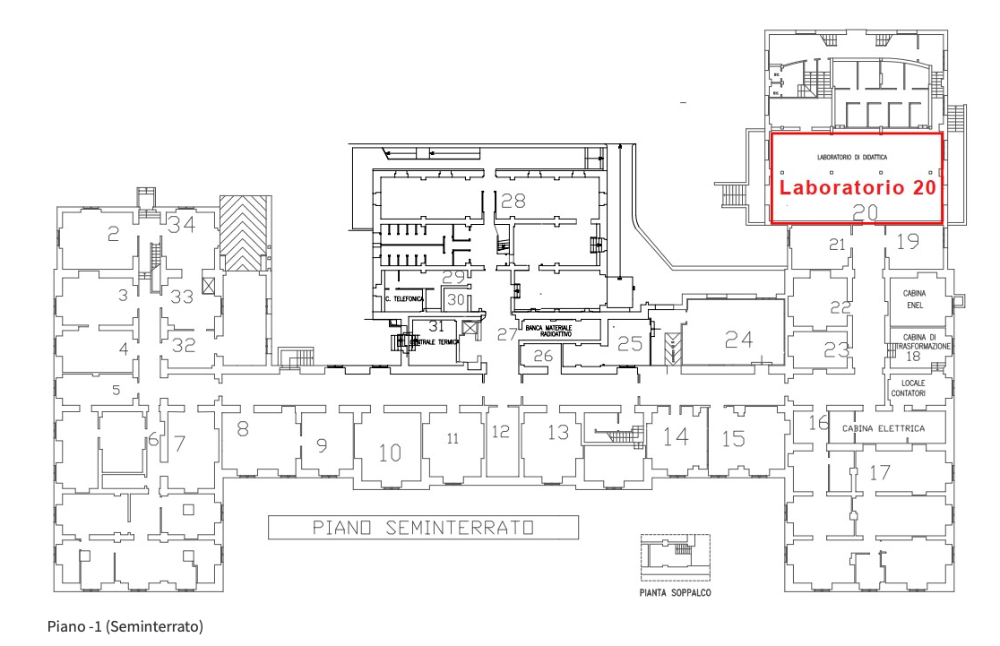 LABORATORIO DI DIDATTICA
Laboratorio 20
20
28
2
34
21
19
3
33
29
C. TELEFONICA
30
CABINA
ENEL
22
31
CENTRALE TERMICA
27
BANCA MATERIALE
RADIOATTIVO
25
24
23
CABINA DI
TRASFORMAZIONE
18
4
32
26
5
LOCALE
CONTATORI
6
7
8
9
10
11
12
13
14
15
16
CABINA ELETTRICA
17
PIANO SEMINTERRATO
PIANTA SOPPALCO
Piano -1 (Seminterrato)